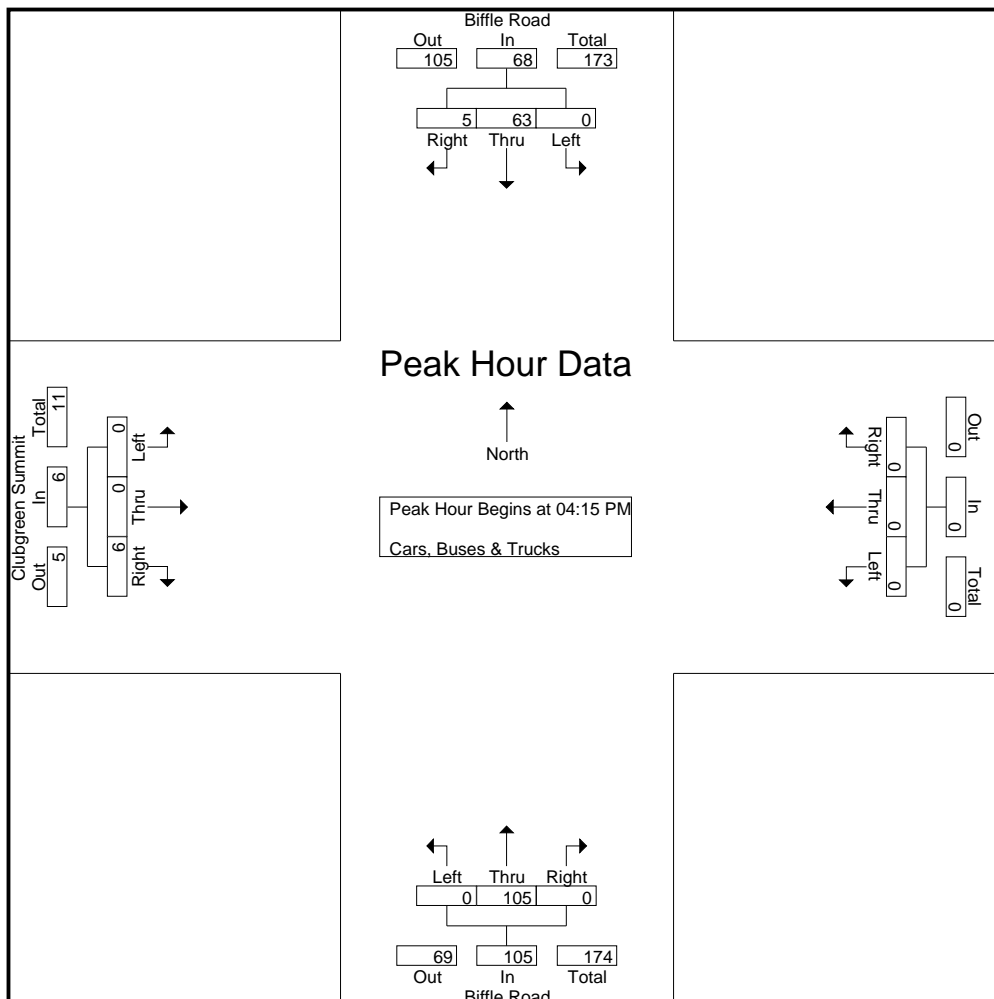 Biffle Road
Out In Total
105 68 173
5 63 0
Right Thru Left
Peak Hour Data
North
Peak Hour Begins at 04:15 PM
Cars, Buses & Trucks
Clubgreen Summit
Out In Total
5 6 11
0 0 6
Left Thru Right
Out In Total
0 0 0
0 0 0
Right Thru Left
Left Thru Right
0 105 0
69 105 174
Out In Total
Biffle Road